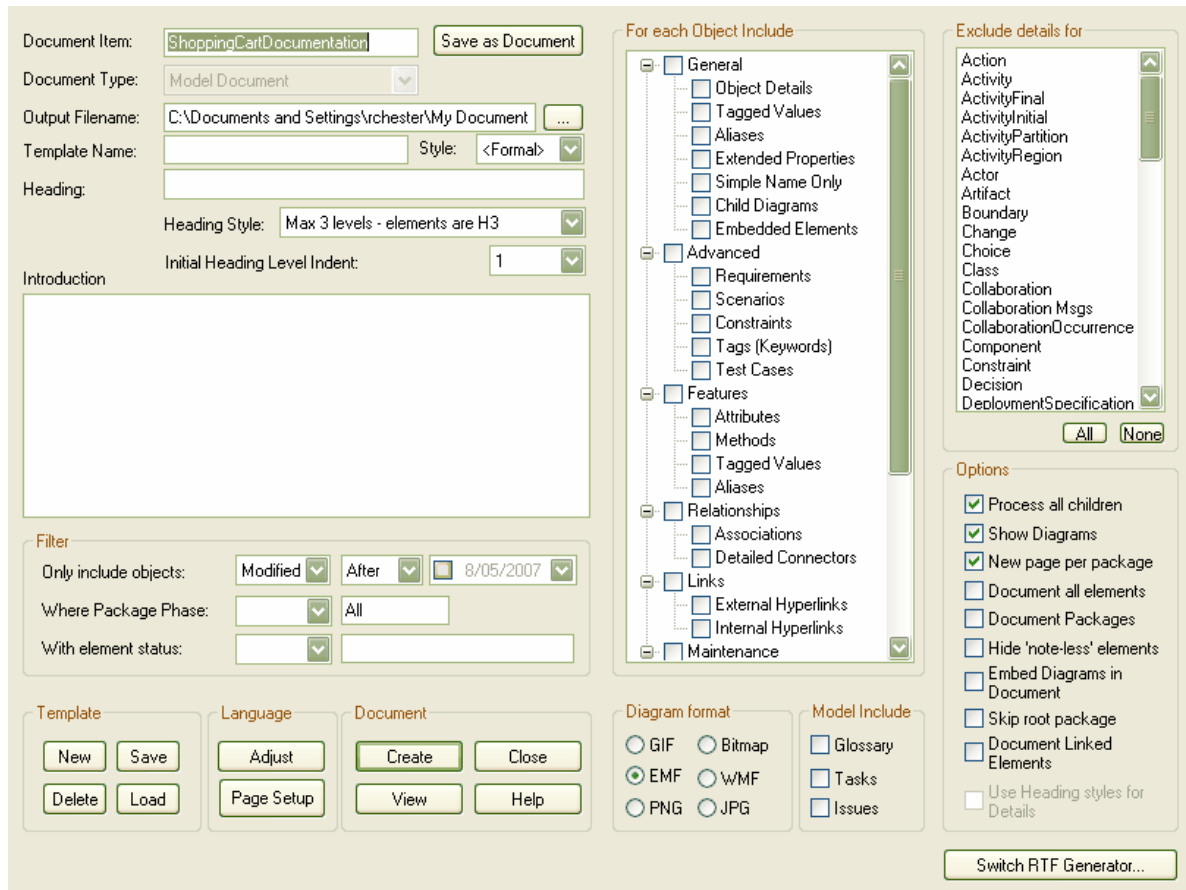 Document Item: ShoppingCartDocumentation Save as Document
Document Type: Model Document
Output Filename: C:\Documents and Settings\rchester\My Document ...
Template Name: Style: <Formal>
Heading:
Heading Style: Max 3 levels - elements are H3
Initial Heading Level Indent: 1
Introduction
Filter
Only include objects: Modified After 8/05/2007
Where Package Phase: All
With element status:
Template
New Save
Delete Load
Language
Adjust
Page Setup
Document
Create Close
View Help
For each Object Include
General
Object Details
Tagged Values
Aliases
Extended Properties
Simple Name Only
Child Diagrams
Embedded Elements
Advanced
Requirements
Scenarios
Constraints
Tags (Keywords)
Test Cases
Features
Attributes
Methods
Tagged Values
Aliases
Relationships
Associations
Detailed Connectors
Links
External Hyperlinks
Internal Hyperlinks
Maintenance
Diagram format
GIF Bitmap
EMF WMF
PNG JPG
Model Include
Glossary
Tasks
Issues
Exclude details for
Action
Activity
ActivityFinal
ActivityInitial
ActivityPartition
ActivityRegion
Actor
Artifact
Boundary
Change
Choice
Class
Collaboration
Collaboration Msgs
CollaborationOccurrence
Component
Constraint
Decision
DeploymentSpecification
All None
Options
Process all children
Show Diagrams
New page per package
Document all elements
Document Packages
Hide 'note-less' elements
Embed Diagrams in
Document
Skip root package
Document Linked
Elements
Use Heading styles for
Details
Switch RTF Generator...